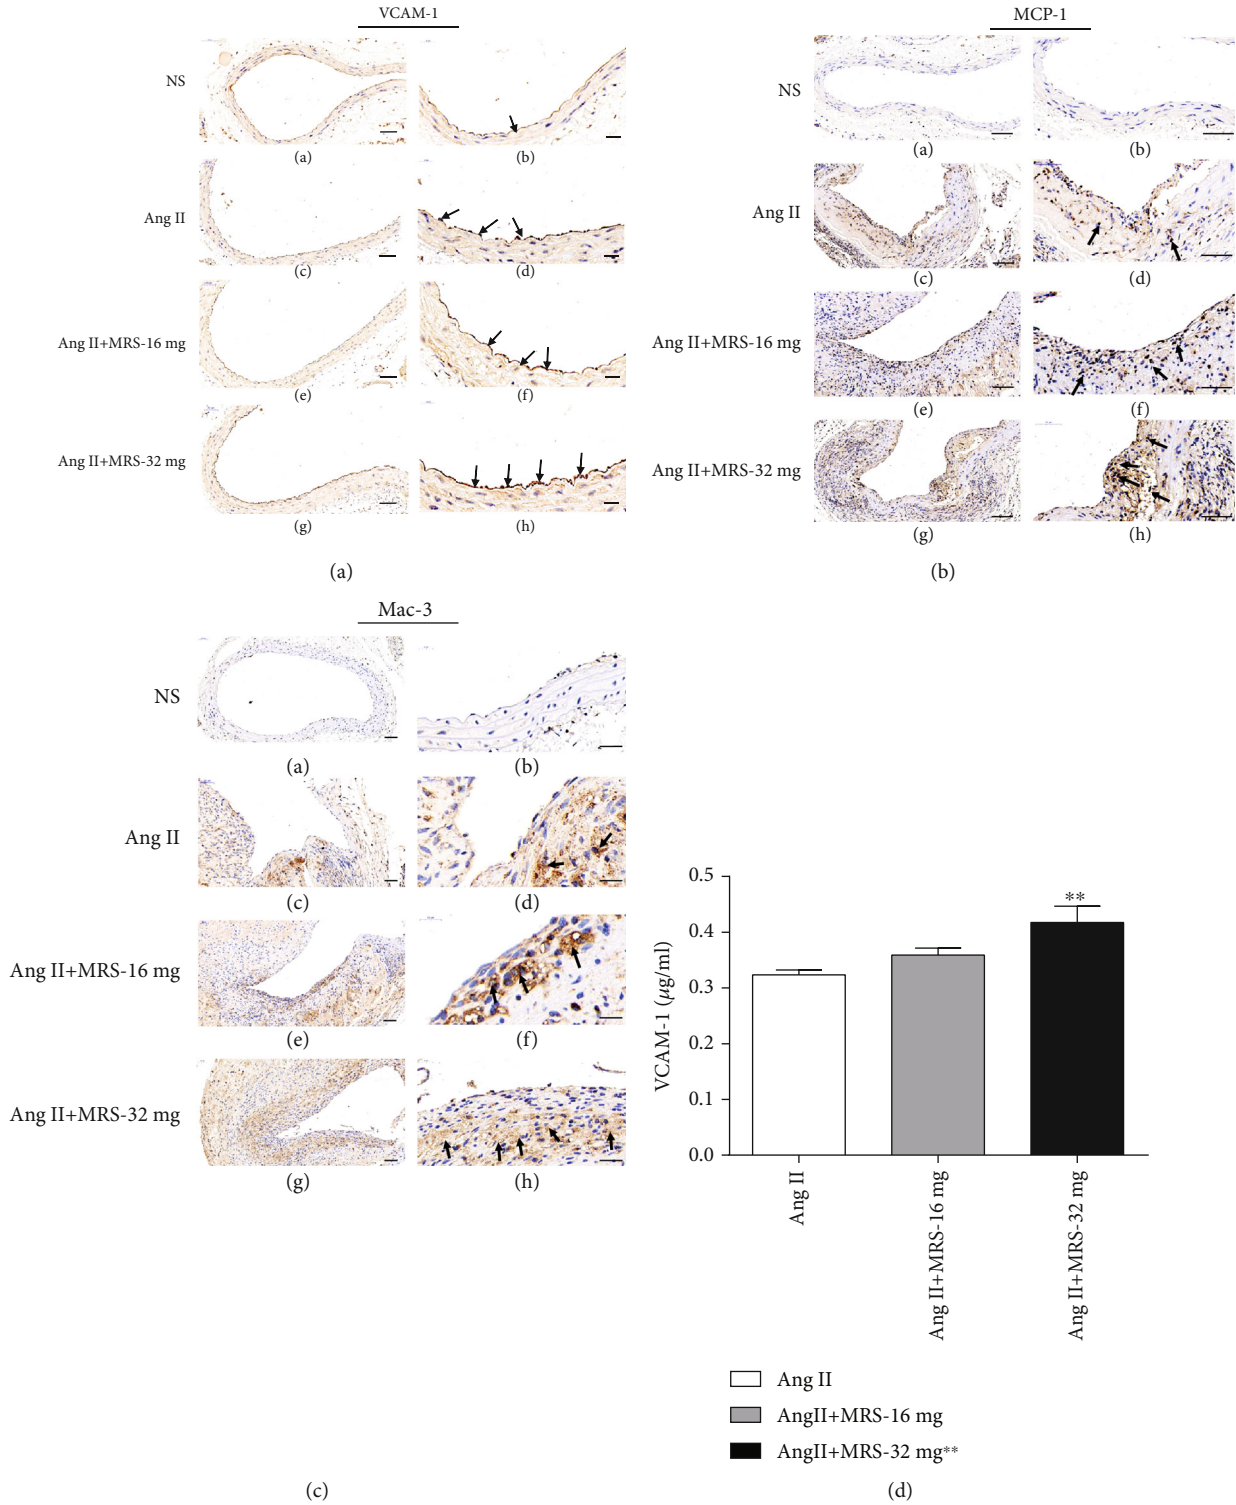 VCAM-1
NS
(a)
(b)
Ang II
(c)
(d)
Ang II+MRS-16 mg
(e)
(f)
Ang II+MRS-32 mg
(g)
(h)
(a)
MCP-1
NS
(a)
(b)
Ang II
(c)
(d)
Ang II+MRS-16 mg
(e)
(f)
Ang II+MRS-32 mg
(g)
(h)
(b)
Mac-3
NS
(a)
(b)
Ang II
(c)
(d)
Ang II+MRS-16 mg
(e)
(f)
Ang II+MRS-32 mg
(g)
(h)
(c)
VCAM-1 (μg/ml)
0.5
0.4
0.3
0.2
0.1
0.0
**
Ang II
Ang II+MRS-16 mg
Ang II+MRS-32 mg
Ang II
AngII+MRS-16 mg
AngII+MRS-32 mg**
(d)